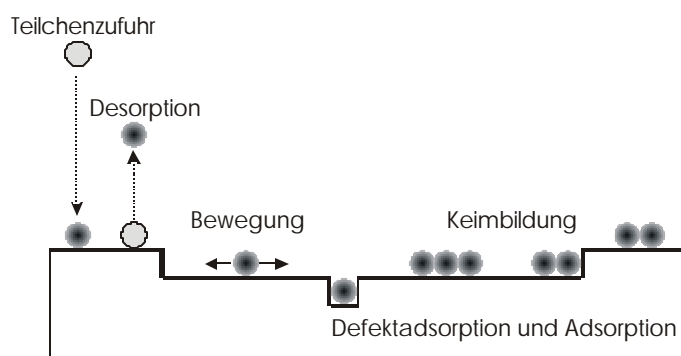 Teilchenzufuhr
Desorption
Bewegung
Keimbildung
Defektadsorption und Adsorption